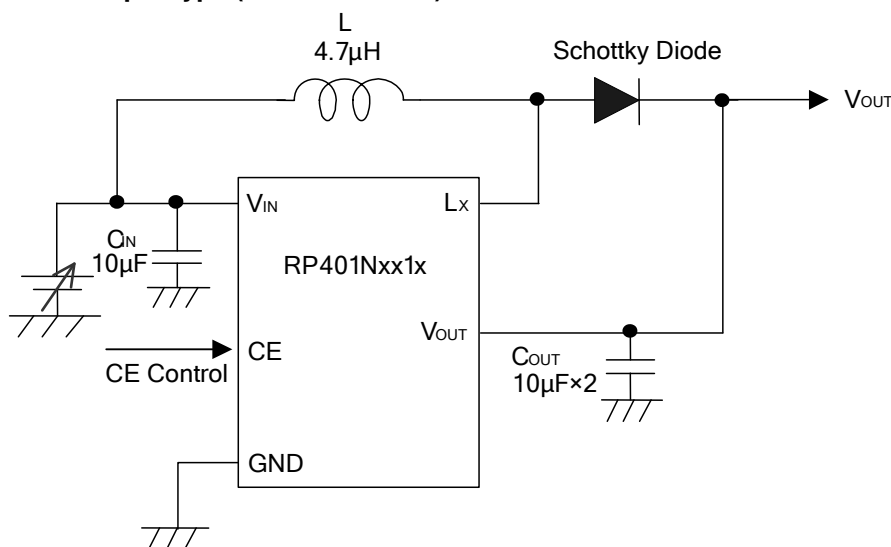 L
4.7µH
Schottky Diode
VOUT
VIN
LX
CIN
10µF
RP401Nxx1x
VOUT
CE
CE Control
COUT
10µF×2
GND